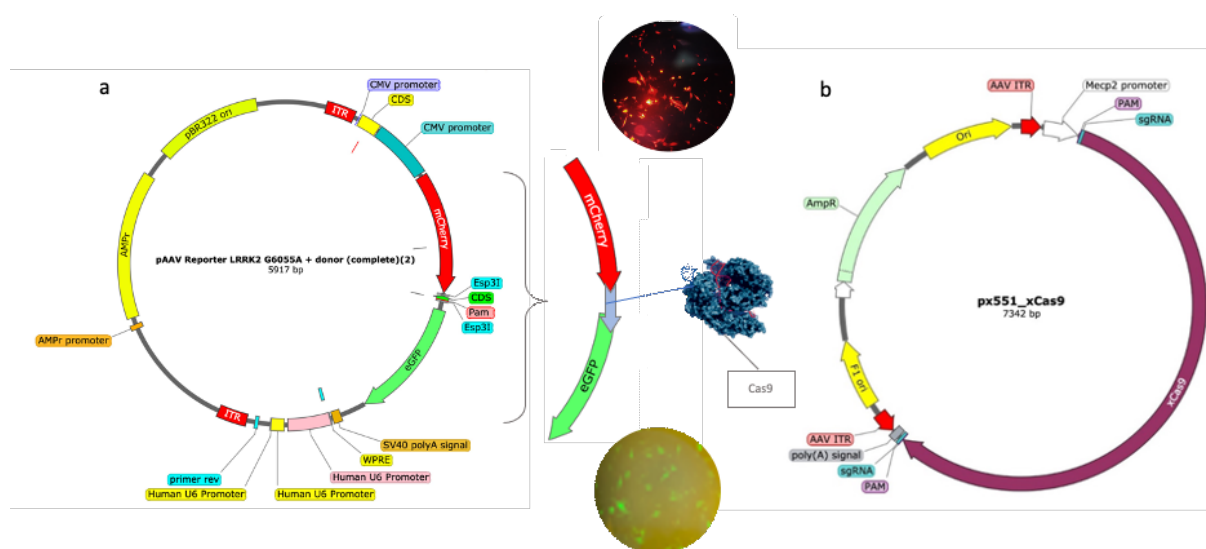 a
CMV promoter
CDS
CMV promoter
ITR
pBR322 ori
AMPr
mCherry
pAAV Reporter LRRK2 G6055A + donor (complete)(2)
5917 bp
Esp3I
CDS
Pam
Esp3I
eGFP
AMPr promoter
ITR
SV40 polyA signal
WPRE
primer rev
Human U6 Promoter
Human U6 Promoter
Human U6 Promoter
mCherry
eGFP
Cas9
b
AAV ITR
Mecp2 promoter
PAM
sgRNA
Ori
AmpR
px551_xCas9
7342 bp
xCas9
F1 ori
AAV ITR
poly(A) signal
sgRNA
PAM